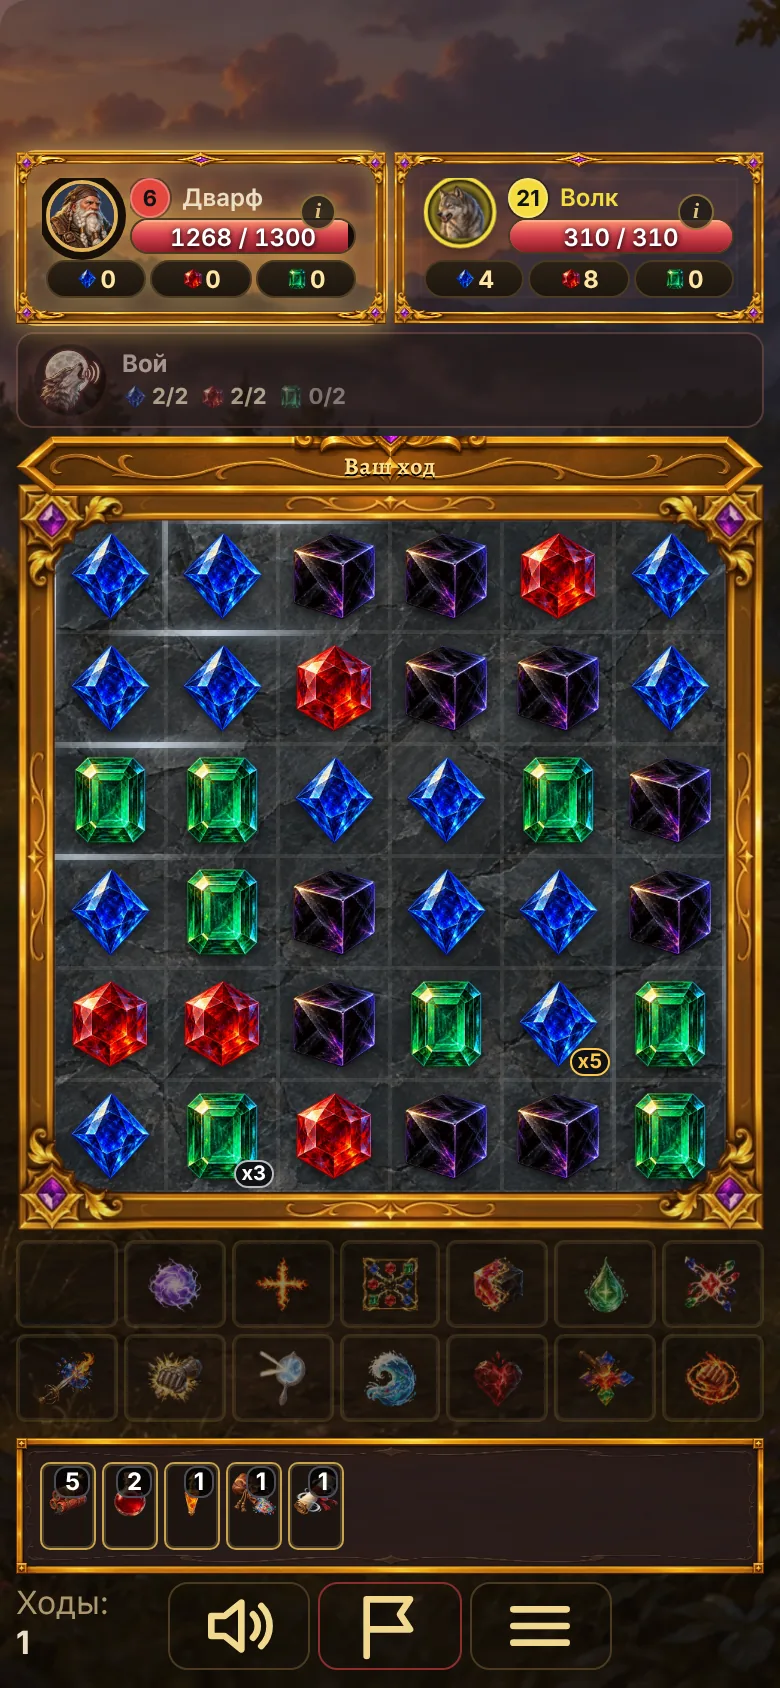 6 Дварф i
1268 / 1300
0 0 0
21 Волк i
310 / 310
4 8 0
Вой
2/2 2/2 0/2
Ваш ход
x5
x3
5 2 1 1 1
Ходы:
1